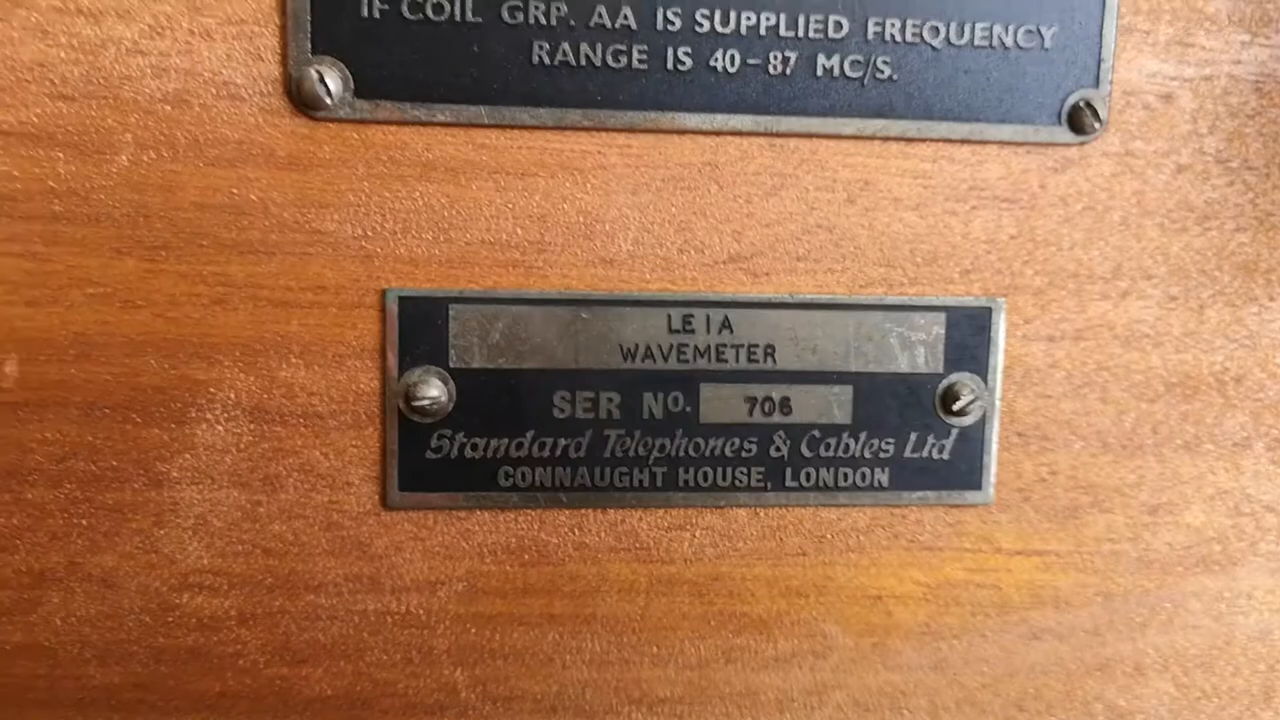 IF COIL GRP. AA IS SUPPLIED FREQUENCY
RANGE IS 40-87 MC/S.
LE1A
WAVEMETER
SER NO. 706
Standard Telephones & Cables Ltd
CONNAUGHT HOUSE, LONDON